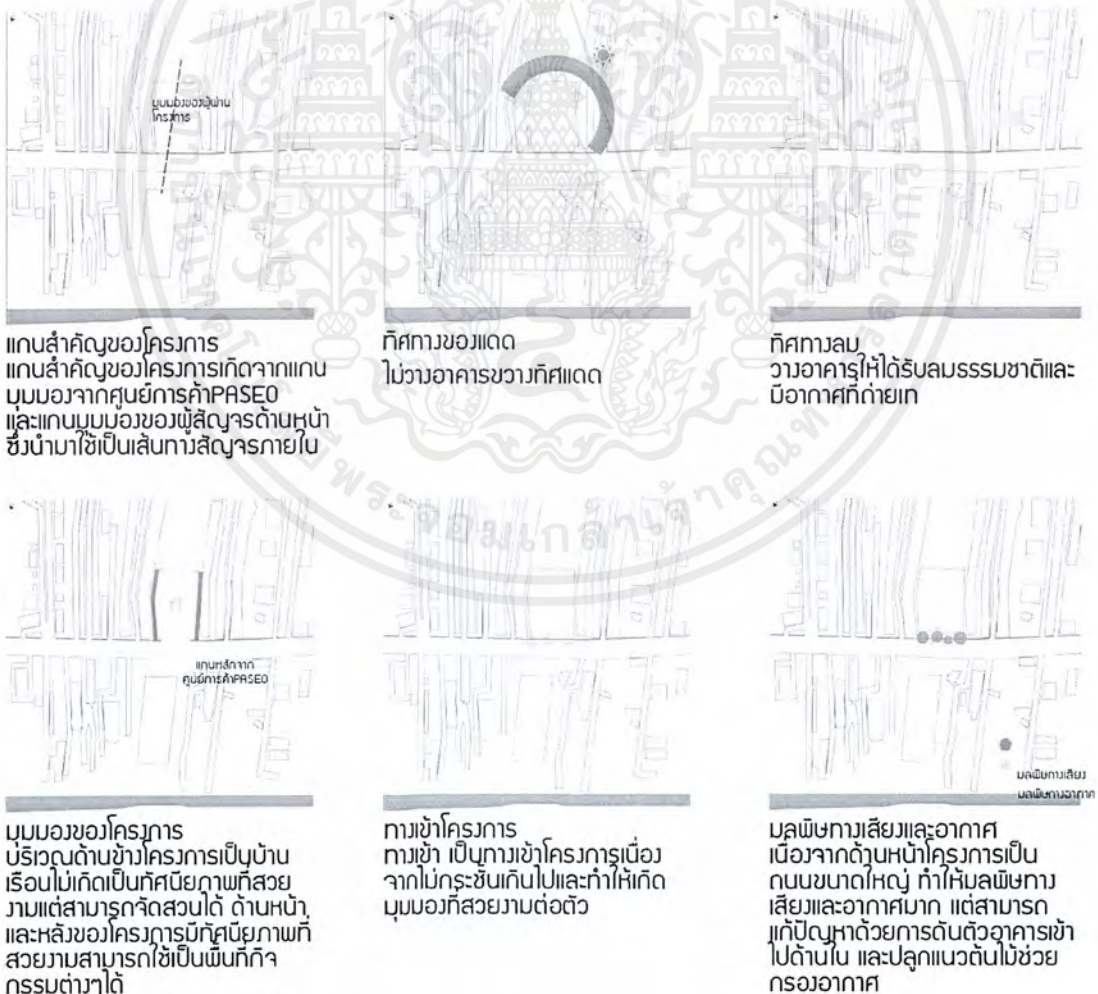 มุมมองของผู้ผ่าน
โครงการ
แกนสำคัญของโครงการ
แกนสำคัญของโครงการเกิดจากแกน
มุมมองจากศูนย์การค้าPASEO
และแกนมุมมองของผู้สัญจรด้านหน้า
ซึ่งนำมาใช้เป็นเส้นทางสัญจรภายใน
ทิศทางของแดด
ไม่วางอาคารขวางทิศแดด
ทิศทางลม
วางอาคารให้ได้รับลมธรรมชาติและ
มีอากาศที่ถ่ายเท
แกนหลักจาก
ศูนย์การค้าPASEO
มุมมองของโครงการ
บริเวณด้านข้างโครงการเป็นบ้าน
เรือนไม่เกิดเป็นทัศนียภาพที่สวย
งามแต่สามารถจัดสวนได้ ด้านหน้า
และหลังของโครงการมีทัศนียภาพที่
สวยงามสามารถใช้เป็นพื้นที่กิจ
กรรมต่างๆได้
ทางเข้าโครงการ
ทางเข้า เป็นทางเข้าโครงการเนื่อง
จากไม่กระชั้นเกินไปและทำให้เกิด
มุมมองที่สวยงามต่อตัว
มลพิษทางเสียง
มลพิษทางอากาศ
มลพิษทางเสียงและอากาศ
เนื่องจากด้านหน้าโครงการเป็น
ถนนขนาดใหญ่ ทำให้มลพิษทาง
เสียงและอากาศมาก แต่สามารถ
แก้ปัญหาด้วยการดันตัวอาคารเข้า
ไปด้านใน และปลูกแนวต้นไม้ช่วย
กรองอากาศ